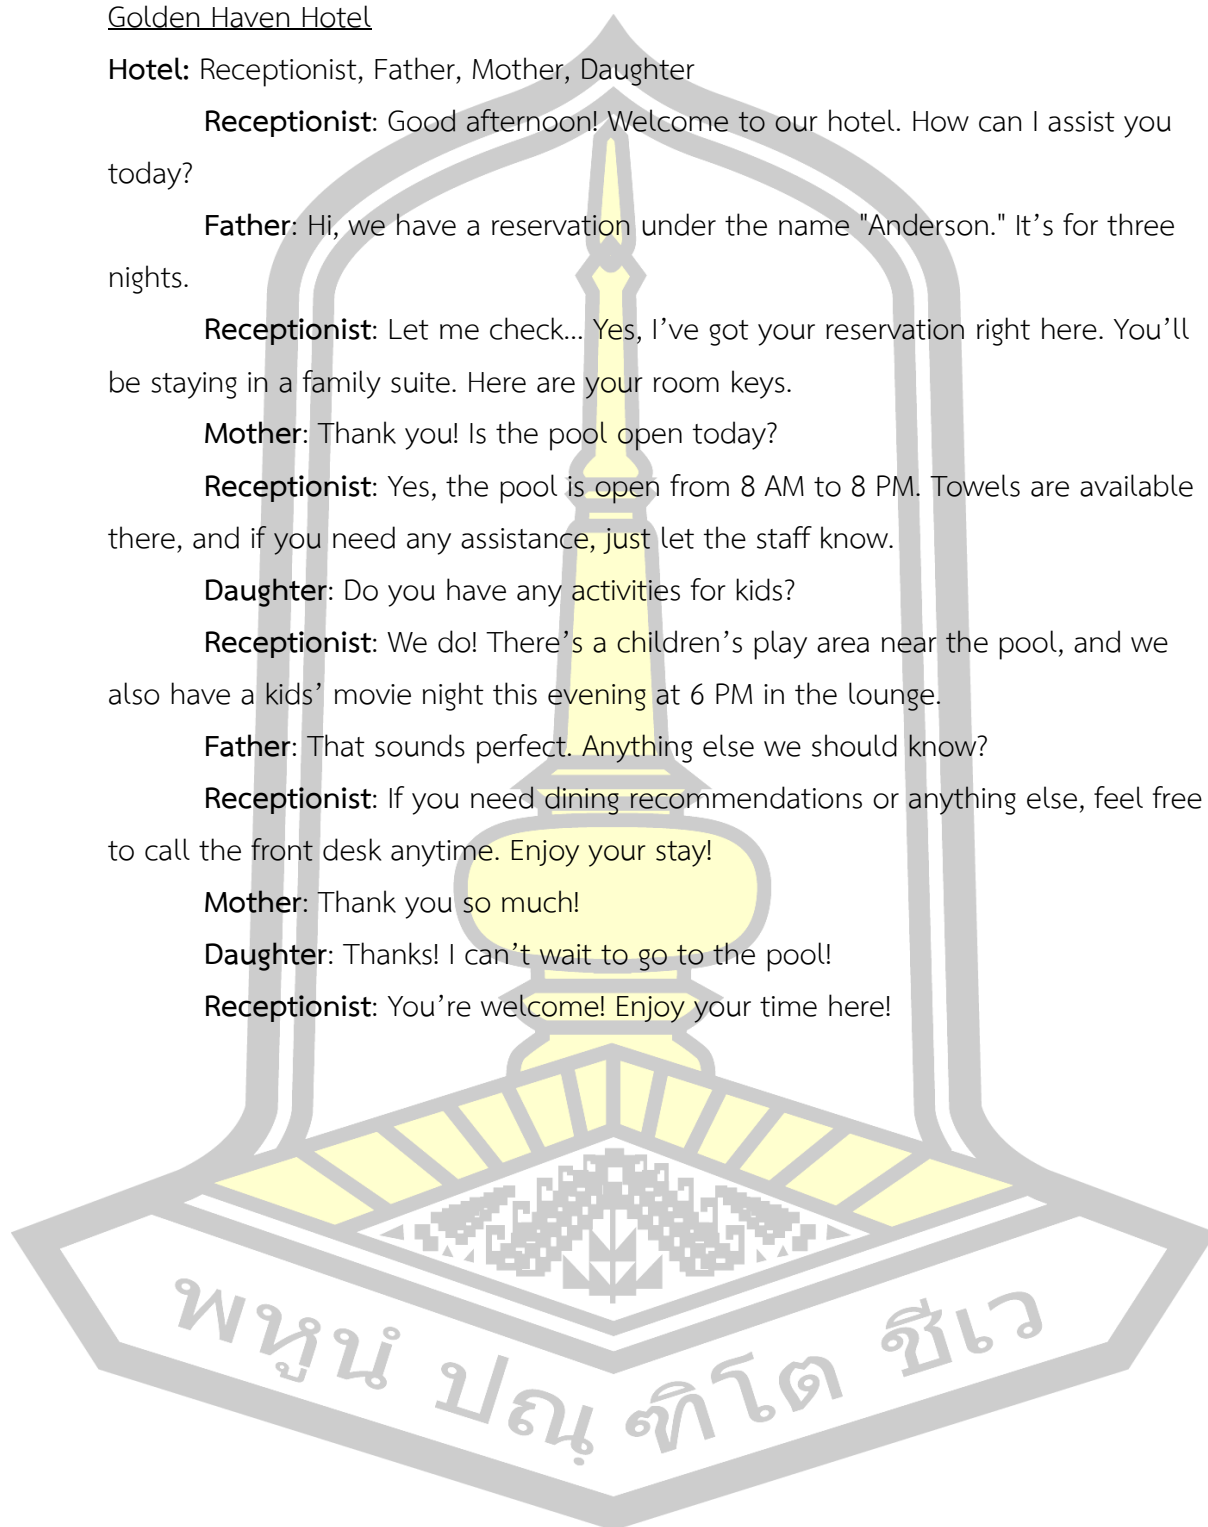 Golden Haven Hotel
Hotel: Receptionist, Father, Mother, Daughter
Receptionist: Good afternoon! Welcome to our hotel. How can I assist you
today?
Father: Hi, we have a reservation under the name "Anderson." It’s for three
nights.
Receptionist: Let me check... Yes, I’ve got your reservation right here. You’ll
be staying in a family suite. Here are your room keys.
Mother: Thank you! Is the pool open today?
Receptionist: Yes, the pool is open from 8 AM to 8 PM. Towels are available
there, and if you need any assistance, just let the staff know.
Daughter: Do you have any activities for kids?
Receptionist: We do! There’s a children’s play area near the pool, and we
also have a kids’ movie night this evening at 6 PM in the lounge.
Father: That sounds perfect. Anything else we should know?
Receptionist: If you need dining recommendations or anything else, feel free
to call the front desk anytime. Enjoy your stay!
Mother: Thank you so much!
Daughter: Thanks! I can’t wait to go to the pool!
Receptionist: You’re welcome! Enjoy your time here!
พหูนํ ปณฺ ฑิโต ชีเว